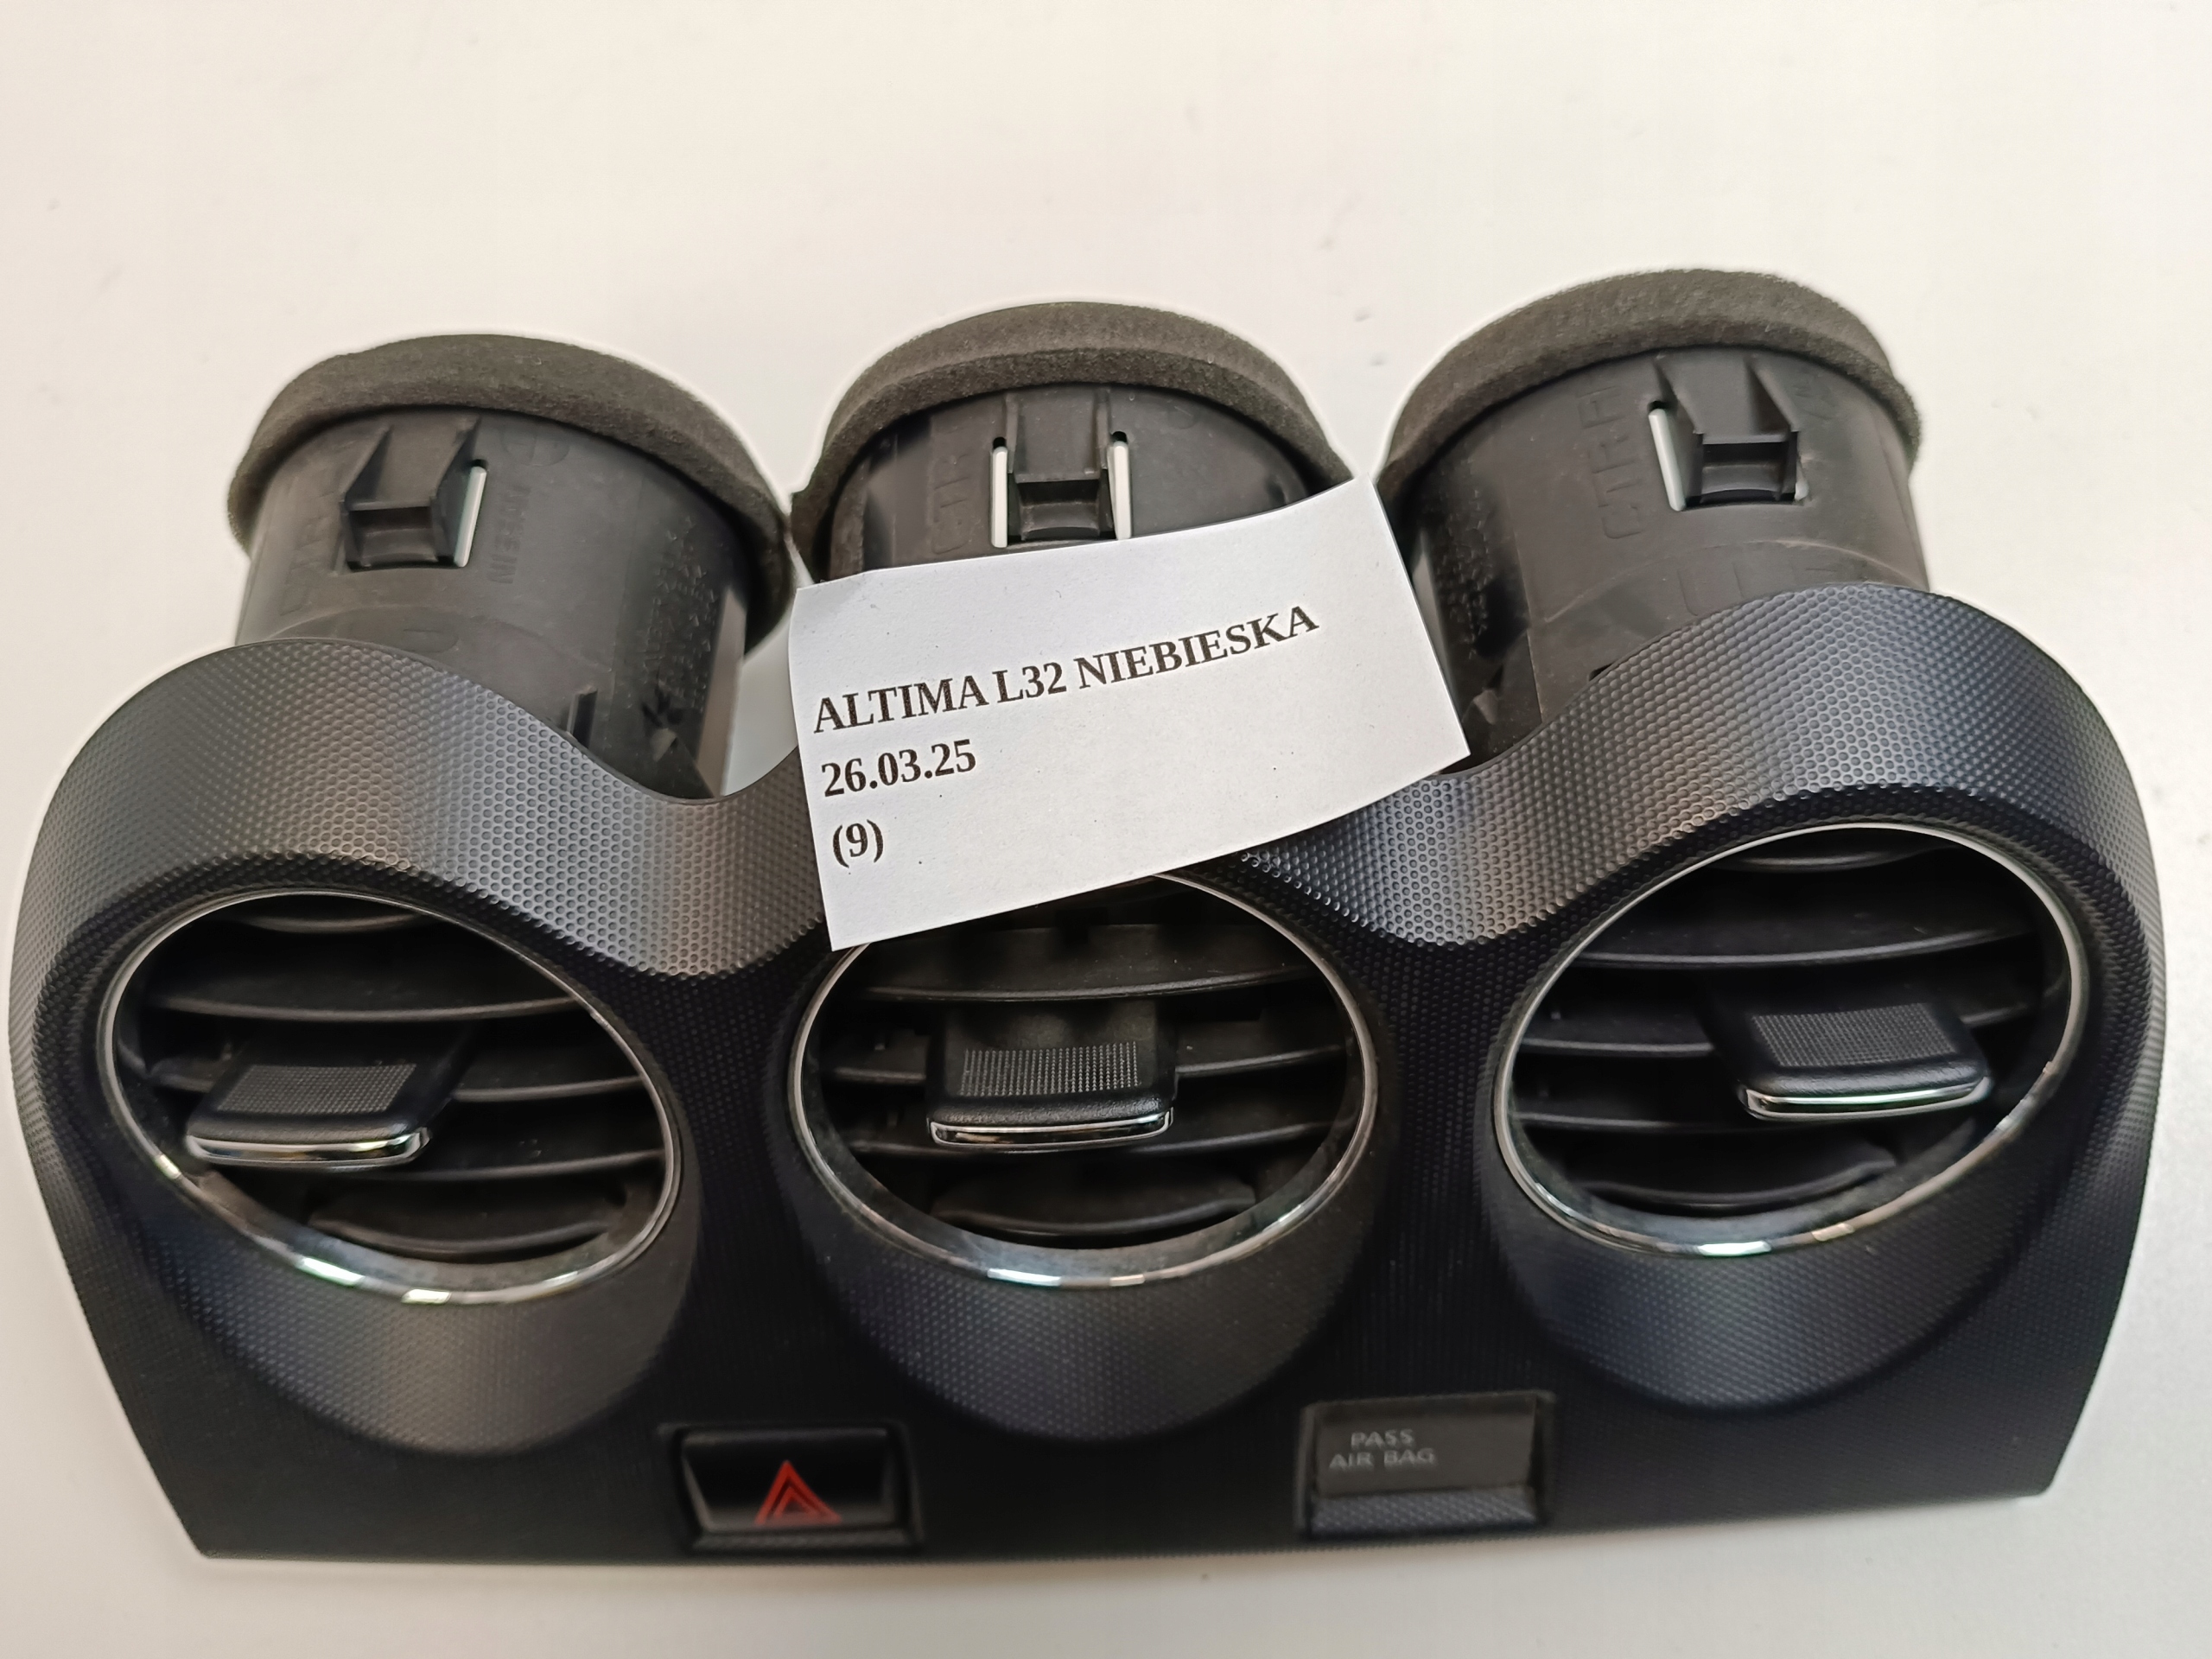 ALTIMA L32 NIEBIESKA
26.03.25
(9)
PASS
AIR BAG